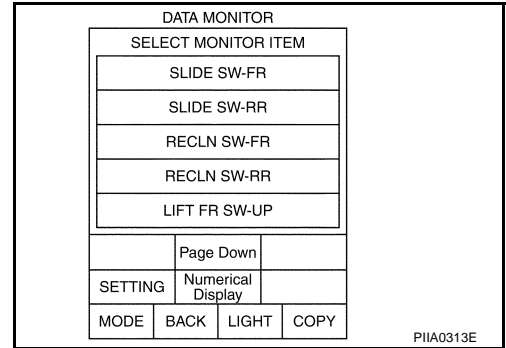 DATA MONITOR
SELECT MONITOR ITEM
SLIDE SW-FR
SLIDE SW-RR
RECLN SW-FR
RECLN SW-RR
LIFT FR SW-UP
Page Down
SETTING
Numerical
Display
MODE BACK LIGHT COPY
PIIA0313E